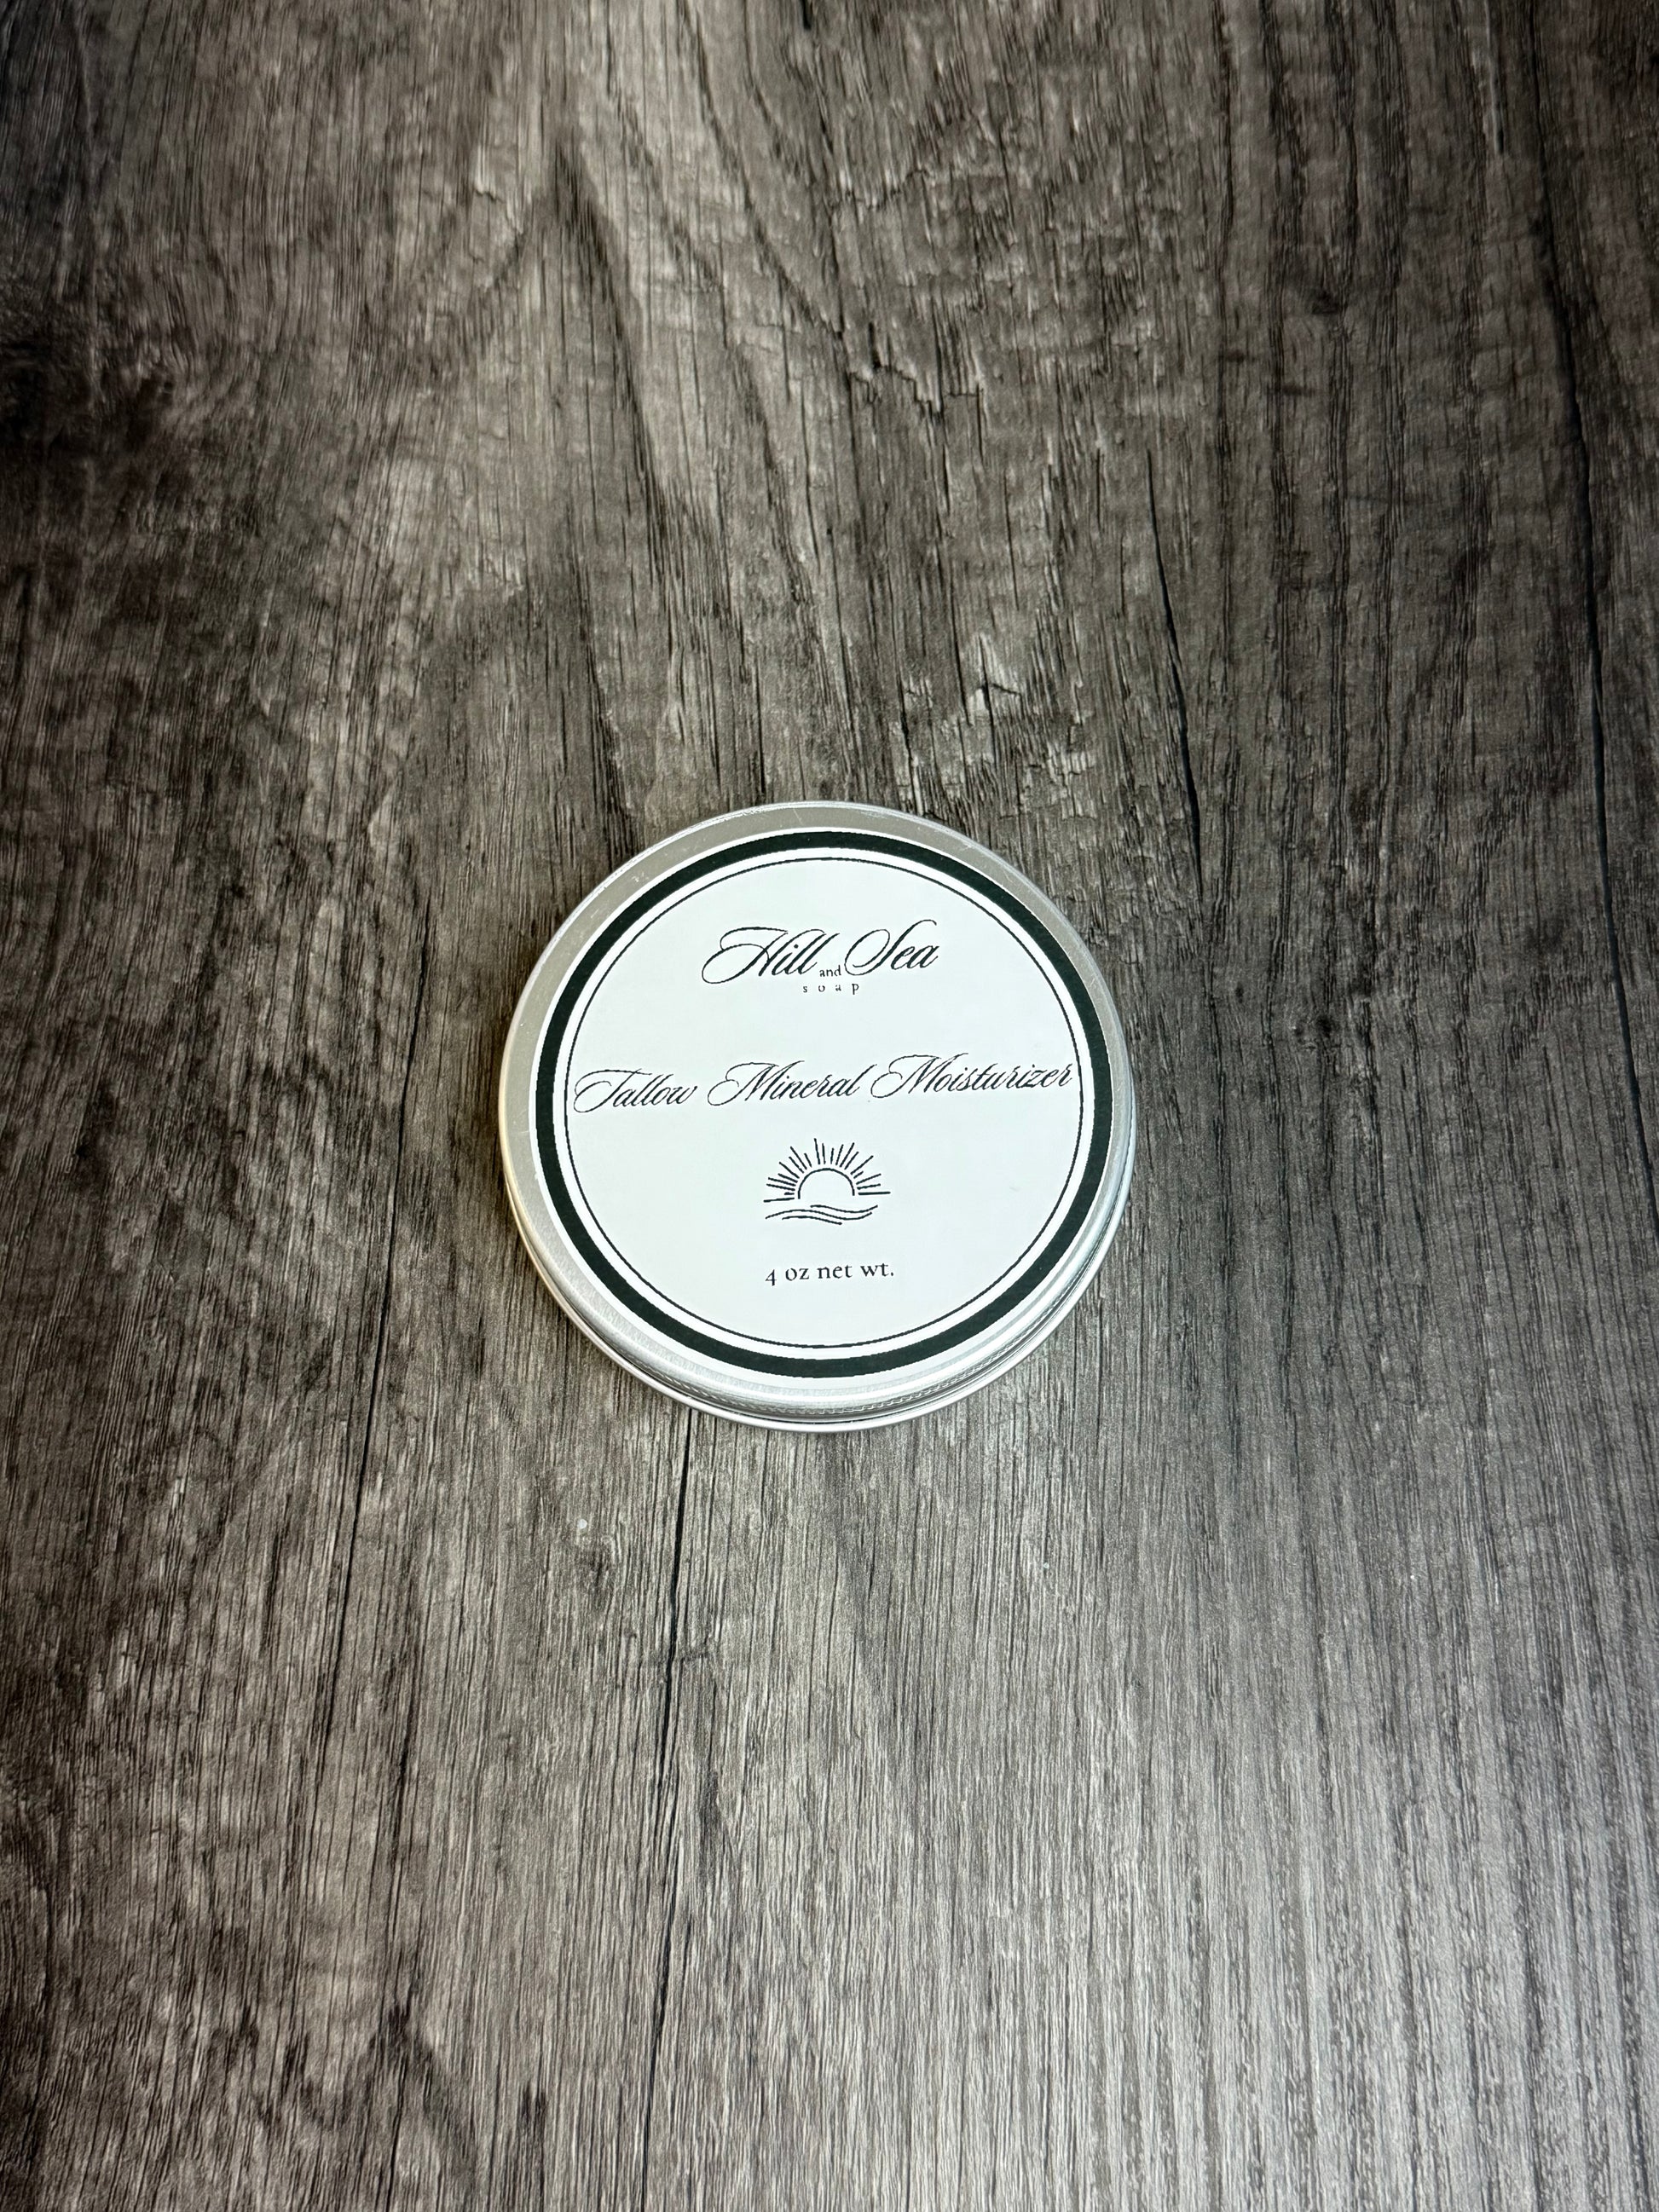 Hill and Sea
soap
Tallow Mineral Moisturizer
4 oz net wt.